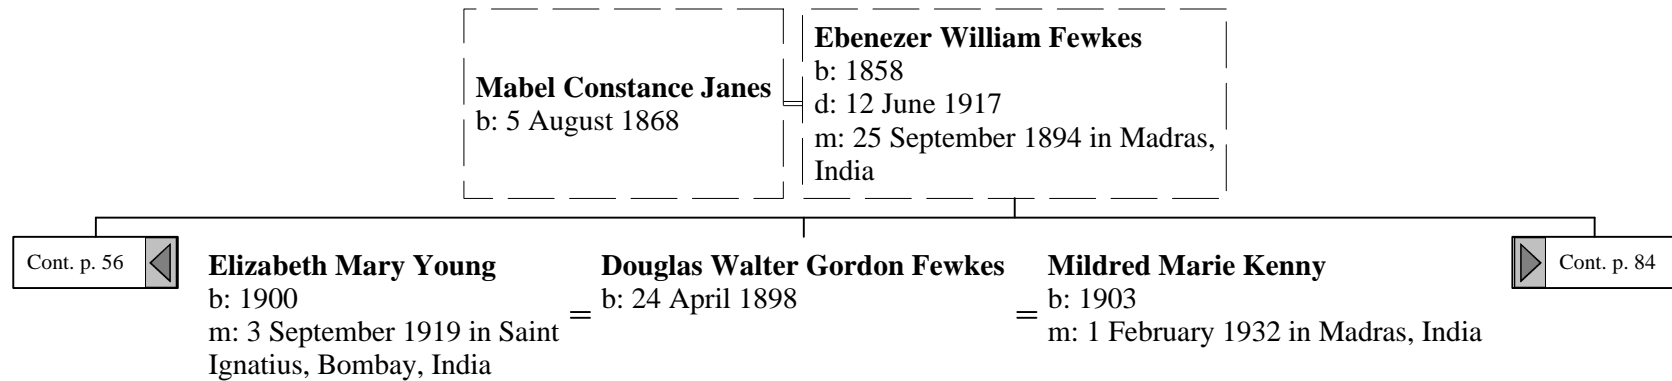 Mabel Constance Janes
b: 5 August 1868
=
Ebenezer William Fewkes
b: 1858
d: 12 June 1917
m: 25 September 1894 in Madras,
India
Cont. p. 56
Elizabeth Mary Young
b: 1900
m: 3 September 1919 in Saint
Ignatius, Bombay, India
=
Douglas Walter Gordon Fewkes
b: 24 April 1898
=
Mildred Marie Kenny
b: 1903
m: 1 February 1932 in Madras, India
Cont. p. 84